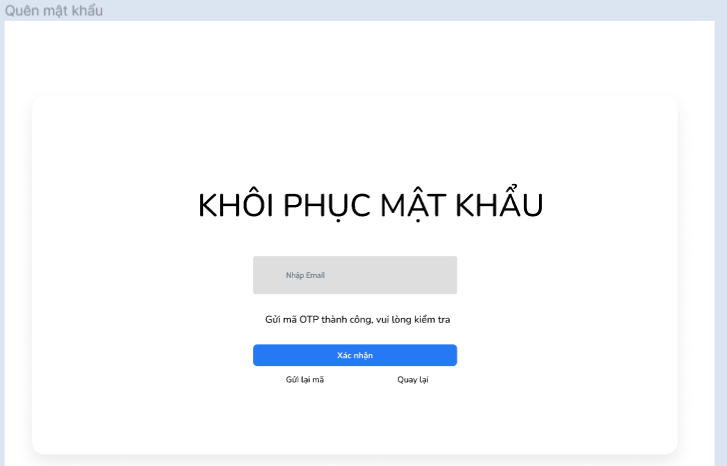 Quên mật khẩu
KHÔI PHỤC MẬT KHẨU
Nhập Email
Gửi mã OTP thành công, vui lòng kiểm tra
Xác nhận
Gửi lại mã
Quay lại